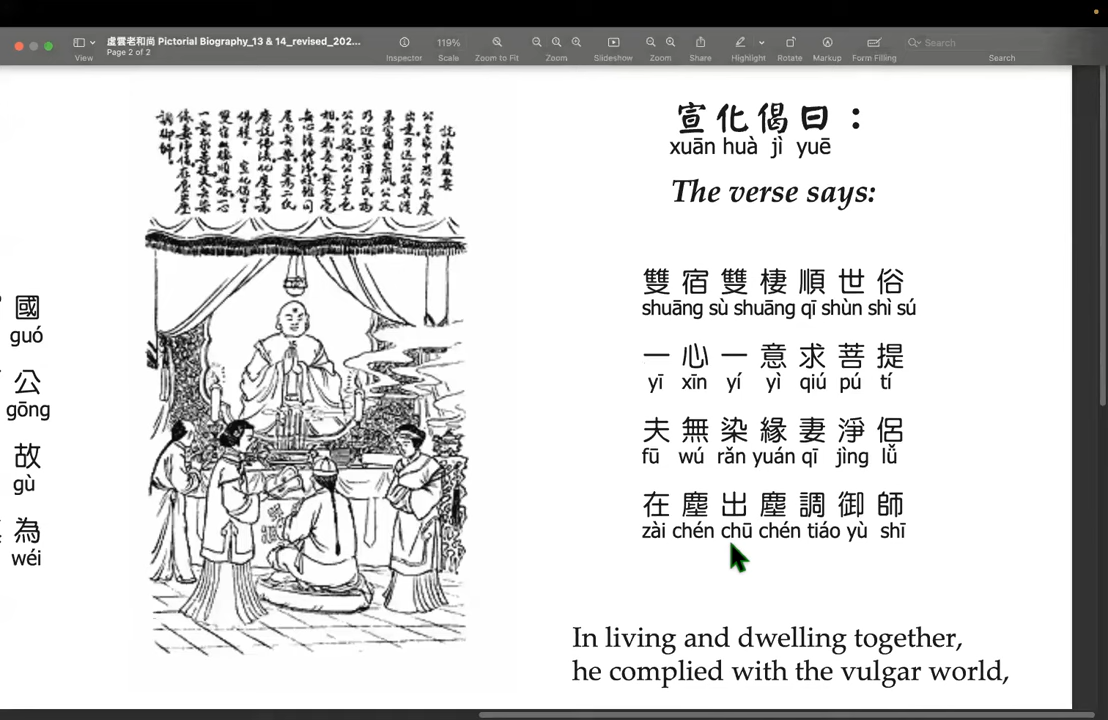 虛雲老和尚 Pictorial Biography_13 & 14_revised_202...
Page 2 of 2
View
Inspector
119%
Scale
Zoom to Fit
Zoom
Slideshow
Zoom
Share
Highlight
Rotate
Markup
Form Filling
Search
Search
國
guó
公
gōng
故
gù
為
wéi
宣化偈曰：
xuān huà jì yuē
The verse says:
雙宿雙棲順世俗
shuāng sù shuāng qī shùn shì sú
一心一意求菩提
yī xīn yí yì qiú pú tí
夫無染緣妻淨侶
fū wú rǎn yuán qī jìng lǚ
在塵出塵調御師
zài chén chū chén tiáo yù shī
In living and dwelling together,
he complied with the vulgar world,